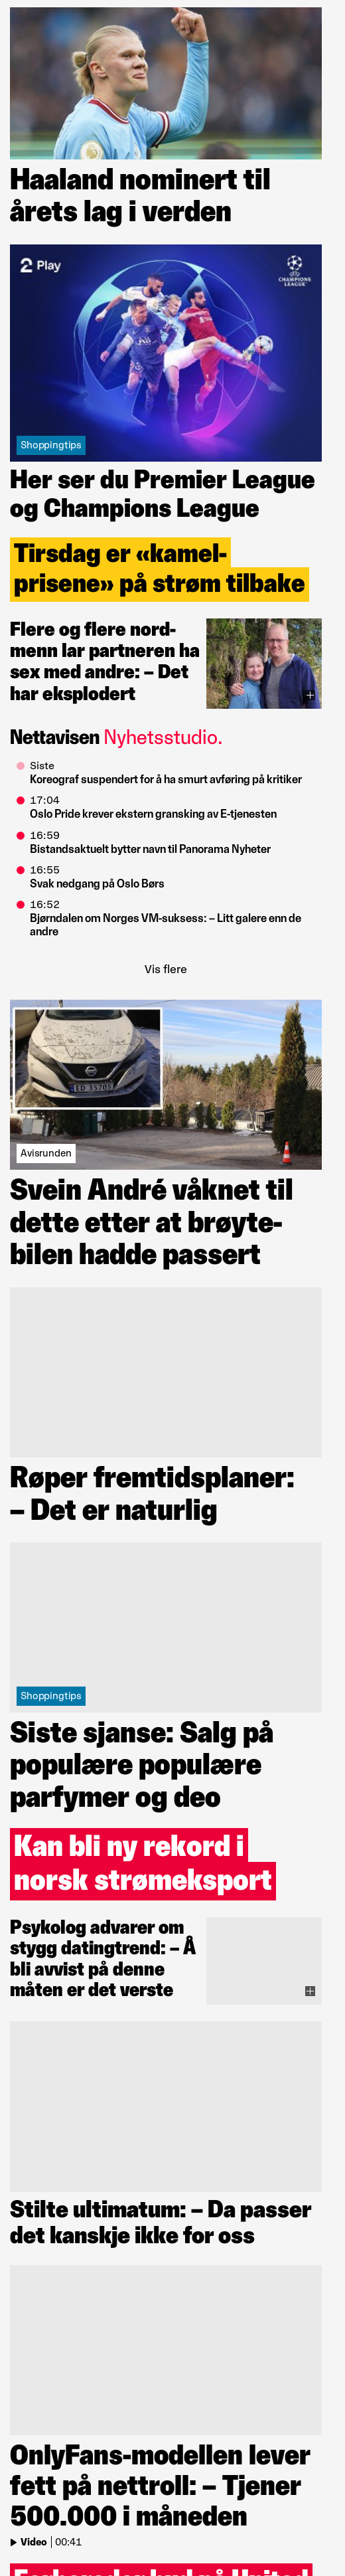 Haaland nominert til
årets lag i verden
2 Play
CHAMPIONS
LEAGUE
Shoppingtips
Her ser du Premier League
og Champions League
Tirsdag er «kamel-
prisene» på strøm tilbake
Flere og flere nord-
menn lar partneren ha
sex med andre: – Det
har eksplodert
Nettavisen Nyhetsstudio.
Siste
Koreograf suspendert for å ha smurt avføring på kritiker
17:04
Oslo Pride krever ekstern gransking av E-tjenesten
16:59
Bistandsaktuelt bytter navn til Panorama Nyheter
16:55
Svak nedgang på Oslo Børs
16:52
Bjørndalen om Norges VM-suksess: – Litt galere enn de
andre
Vis flere
Avisrunden
Svein André våknet til
dette etter at brøyte-
bilen hadde passert
Røper fremtidsplaner:
– Det er naturlig
Shoppingtips
Siste sjanse: Salg på
populære populære
parfymer og deo
Kan bli ny rekord i
norsk strømeksport
Psykolog advarer om
stygg datingtrend: – Å
bli avvist på denne
måten er det verste
Stilte ultimatum: – Da passer
det kanskje ikke for oss
OnlyFans-modellen lever
fett på nettroll: – Tjener
500.000 i måneden
Video 00:41